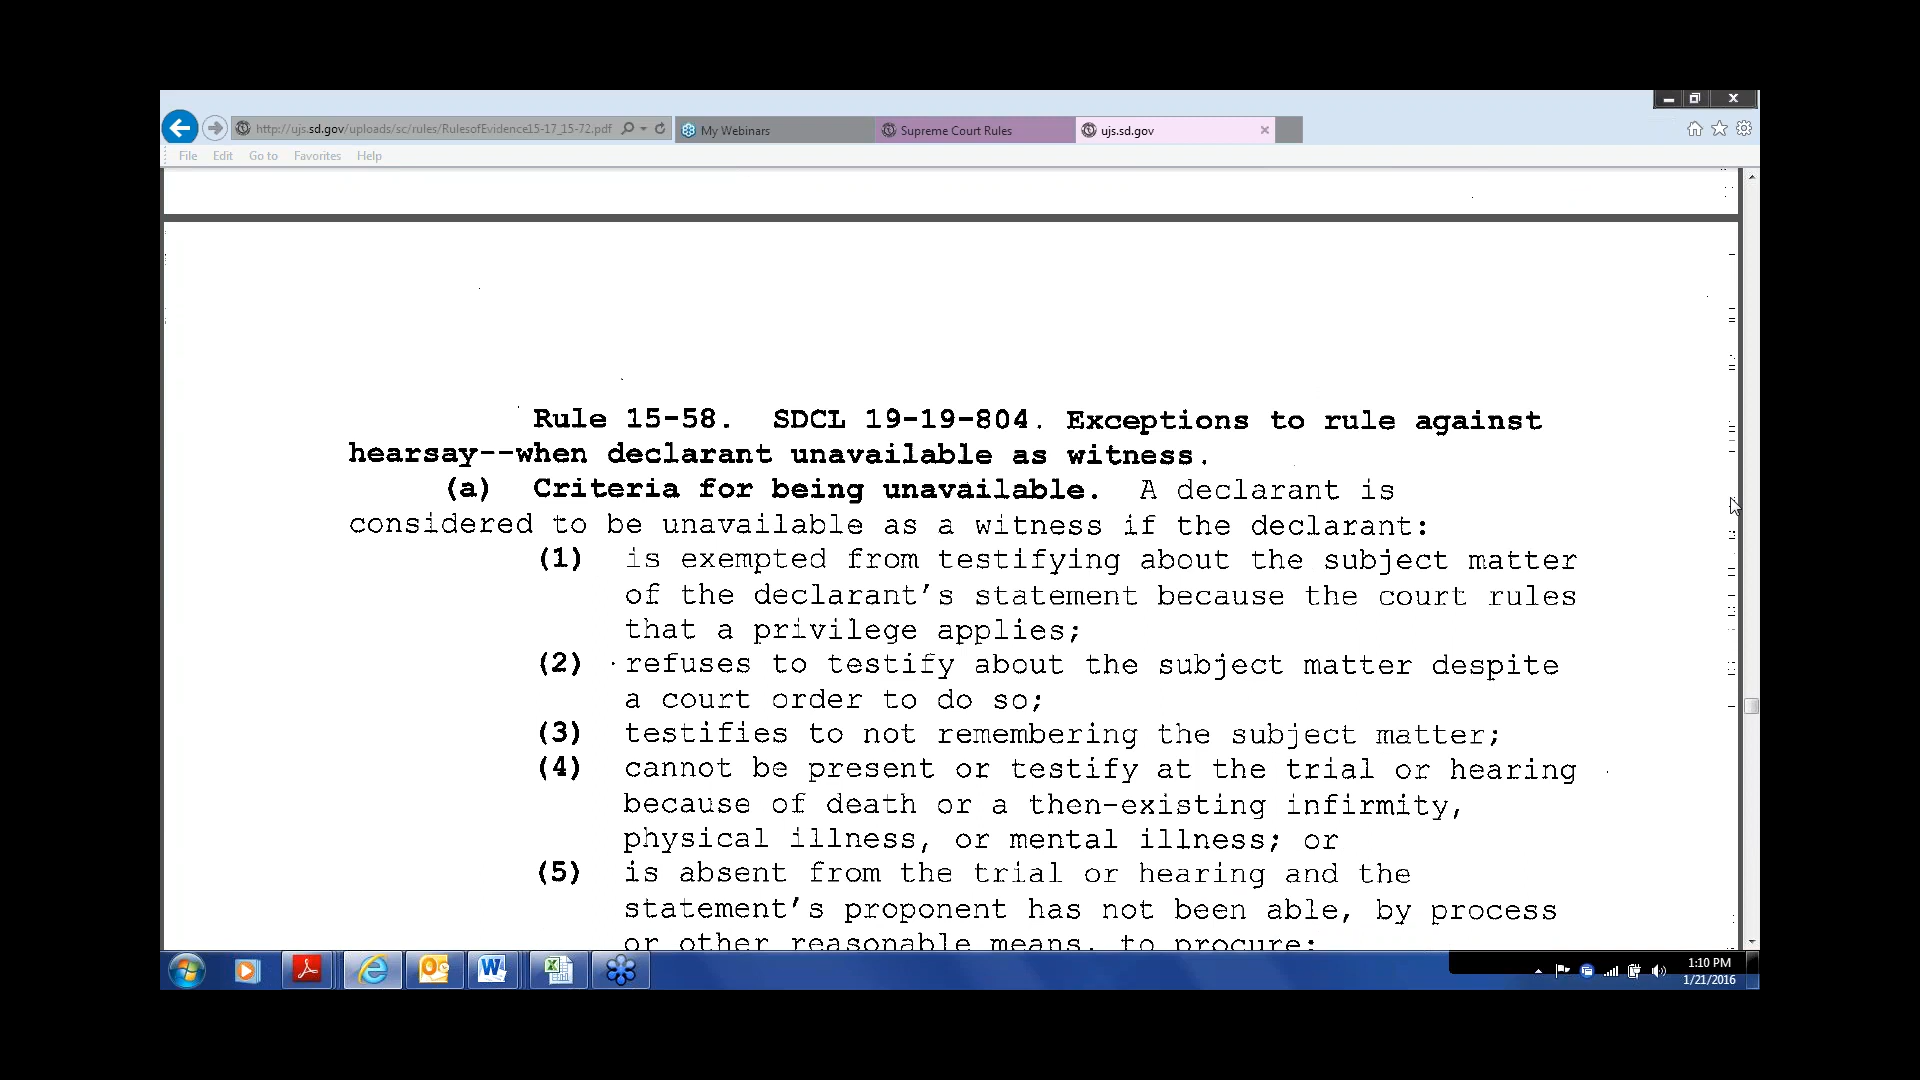 http://ujs.sd.gov/uploads/sc/rules/RulesofEvidence15-17_15-72.pdf
My Webinars
Supreme Court Rules
ujs.sd.gov
File Edit Go to Favorites Help
Rule 15-58. SDCL 19-19-804. Exceptions to rule against
hearsay--when declarant unavailable as witness.
(a) Criteria for being unavailable. A declarant is
considered to be unavailable as a witness if the declarant:
(1) is exempted from testifying about the subject matter
of the declarant's statement because the court rules
that a privilege applies;
(2) refuses to testify about the subject matter despite
a court order to do so;
(3) testifies to not remembering the subject matter;
(4) cannot be present or testify at the trial or hearing
because of death or a then-existing infirmity,
physical illness, or mental illness; or
(5) is absent from the trial or hearing and the
statement's proponent has not been able, by process
or other reasonable means, to procure:
1:10 PM
1/21/2016